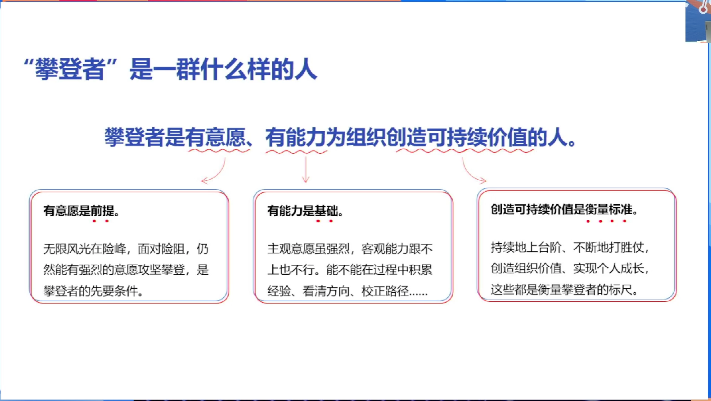 “攀登者”是一群什么样的人
攀登者是有意愿、有能力为组织创造可持续价值的人。
有意愿是前提。
无限风光在险峰，面对险阻，仍
然能有强烈的意愿攻坚攀登，是
攀登者的先要条件。
有能力是基础。
主观意愿虽强烈，客观能力跟不
上也不行。能不能在过程中积累
经验、看清方向、校正路径……
创造可持续价值是衡量标准。
持续地上台阶、不断地打胜仗，
创造组织价值、实现个人成长，
这些都是衡量攀登者的标尺。